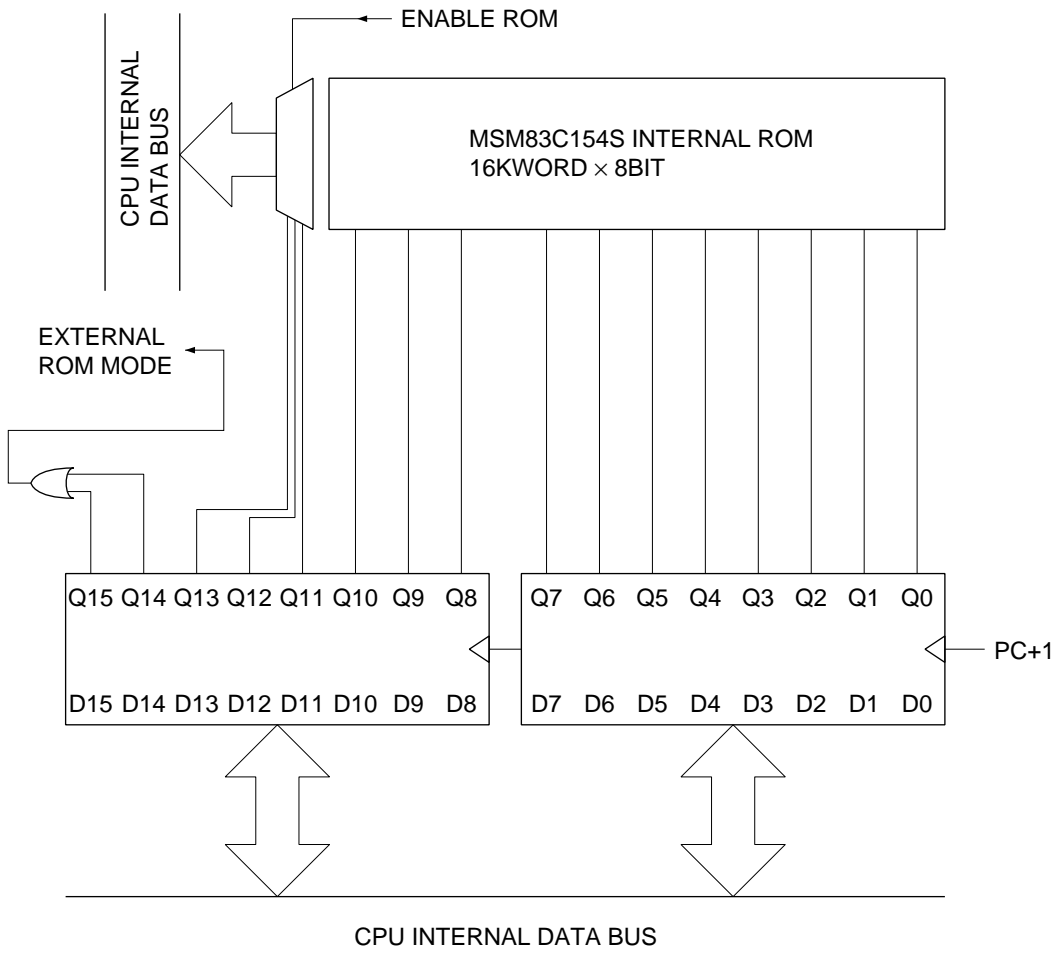 ENABLE ROM
CPU INTERNAL
DATA BUS
MSM83C154S INTERNAL ROM
16KWORD × 8BIT
EXTERNAL
ROM MODE
Q15 Q14 Q13 Q12 Q11 Q10 Q9 Q8
Q7 Q6 Q5 Q4 Q3 Q2 Q1 Q0
PC+1
D15 D14 D13 D12 D11 D10 D9 D8
D7 D6 D5 D4 D3 D2 D1 D0
CPU INTERNAL DATA BUS